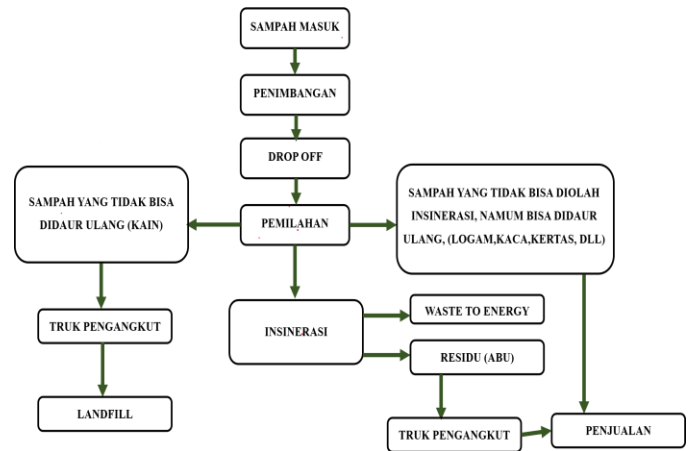 SAMPAH MASUK
PENIMBANGAN
DROP OFF
SAMPAH YANG TIDAK BISA
DIDAUR ULANG (KAIN)
PEMILAHAN
SAMPAH YANG TIDAK BISA DIOLAH
INSINERASI, NAMUM BISA DIDAUR
ULANG, (LOGAM,KACA,KERTAS, DLL)
TRUK PENGANGKUT
INSINERASI
WASTE TO ENERGY
RESIDU (ABU)
LANDFILL
TRUK PENGANGKUT
PENJUALAN